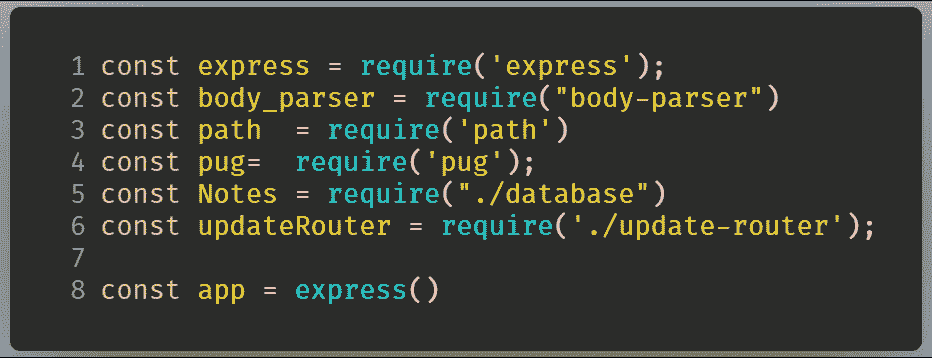 1 const express = require('express');
2 const body_parser = require("body-parser")
3 const path  = require('path')
4 const pug=  require('pug');
5 const Notes = require("./database")
6 const updateRouter = require('./update-router');
7
8 const app = express()